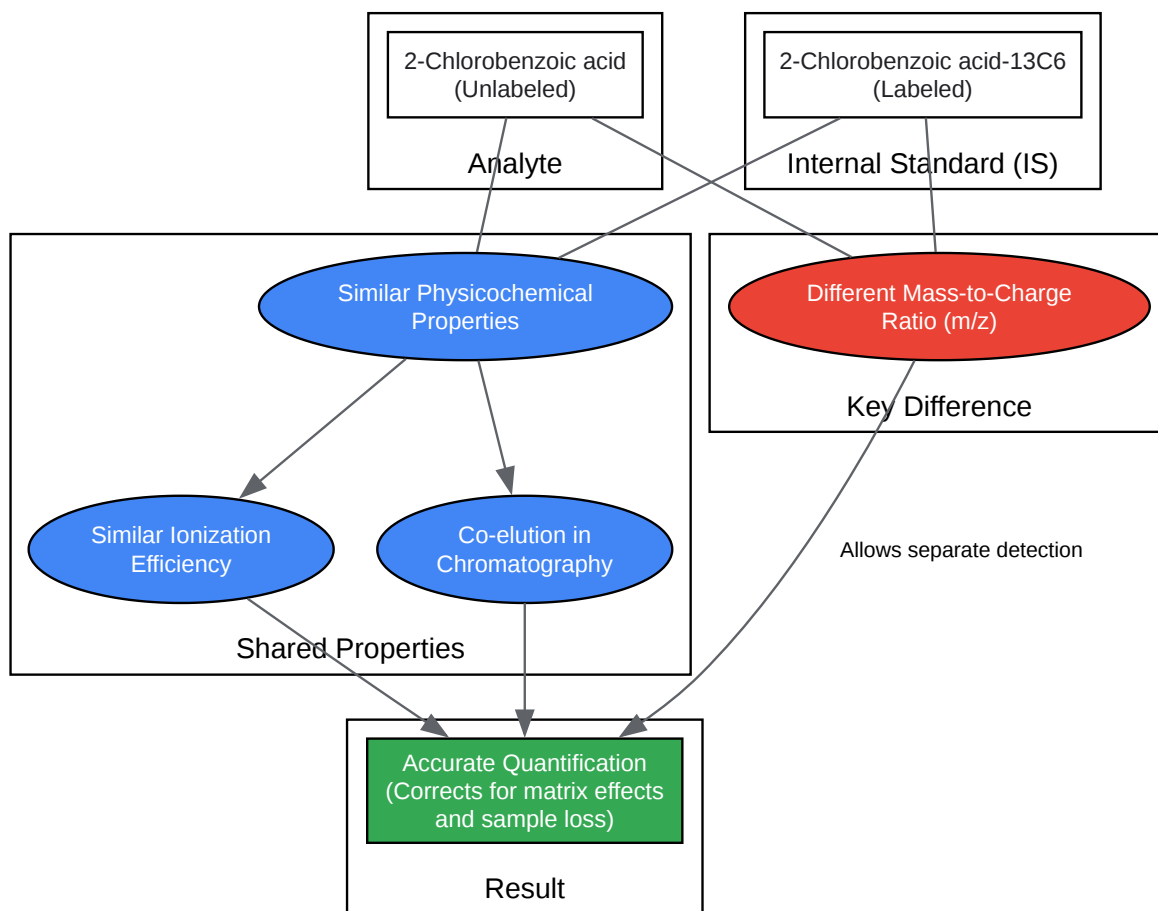 2-Chlorobenzoic acid
(Unlabeled)
Analyte
2-Chlorobenzoic acid-13C6
(Labeled)
Internal Standard (IS)
Similar Physicochemical
Properties
Different Mass-to-Charge
Ratio (m/z)
Key Difference
Similar Ionization
Efficiency
Co-elution in
Chromatography
Allows separate detection
Shared Properties
Accurate Quantification
(Corrects for matrix effects
and sample loss)
Result